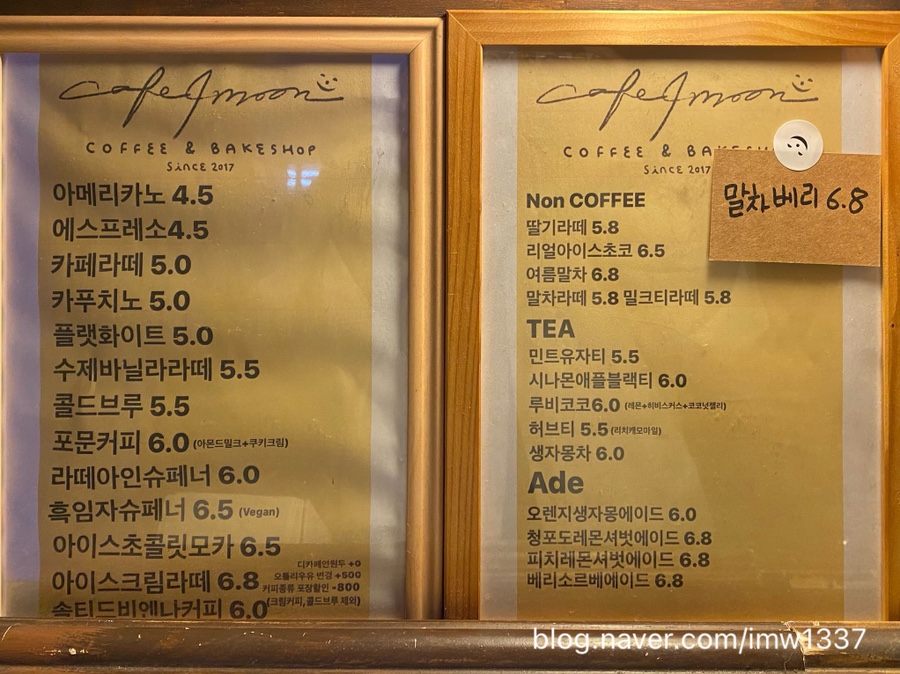 cafe Jmoon
COFFEE & BAKESHOP
SINCE 2017
아메리카노 4.5
에스프레소4.5
카페라떼 5.0
카푸치노 5.0
플랫화이트 5.0
수제바닐라라떼 5.5
콜드브루 5.5
포문커피 6.0 (아몬드밀크+쿠키크림)
라떼아인슈페너 6.0
흑임자슈페너 6.5 (Vegan)
아이스초콜릿모카 6.5
아이스크림라떼 6.8
솔티드비엔나커피 6.0
디카페인원두 +0
오틀리우유 변경 +500
커피종류 포장할인 -800
(크림커피,콜드브루 제외)
cafe Jmoon
COFFEE & BAKESHOP
SINCE 2017
말차베리 6.8
Non COFFEE
딸기라떼 5.8
리얼아이스초코 6.5
여름말차 6.8
말차라떼 5.8 밀크티라떼 5.8
TEA
민트유자티 5.5
시나몬애플블랙티 6.0
루비코코6.0 (레몬+히비스커스+코코넛젤리)
허브티 5.5 (리치캐모마일)
생자몽차 6.0
Ade
오렌지생자몽에이드 6.0
청포도레몬셔벗에이드 6.8
피치레몬셔벗에이드 6.8
베리소르베에이드 6.8
blog.naver.com/imw1337